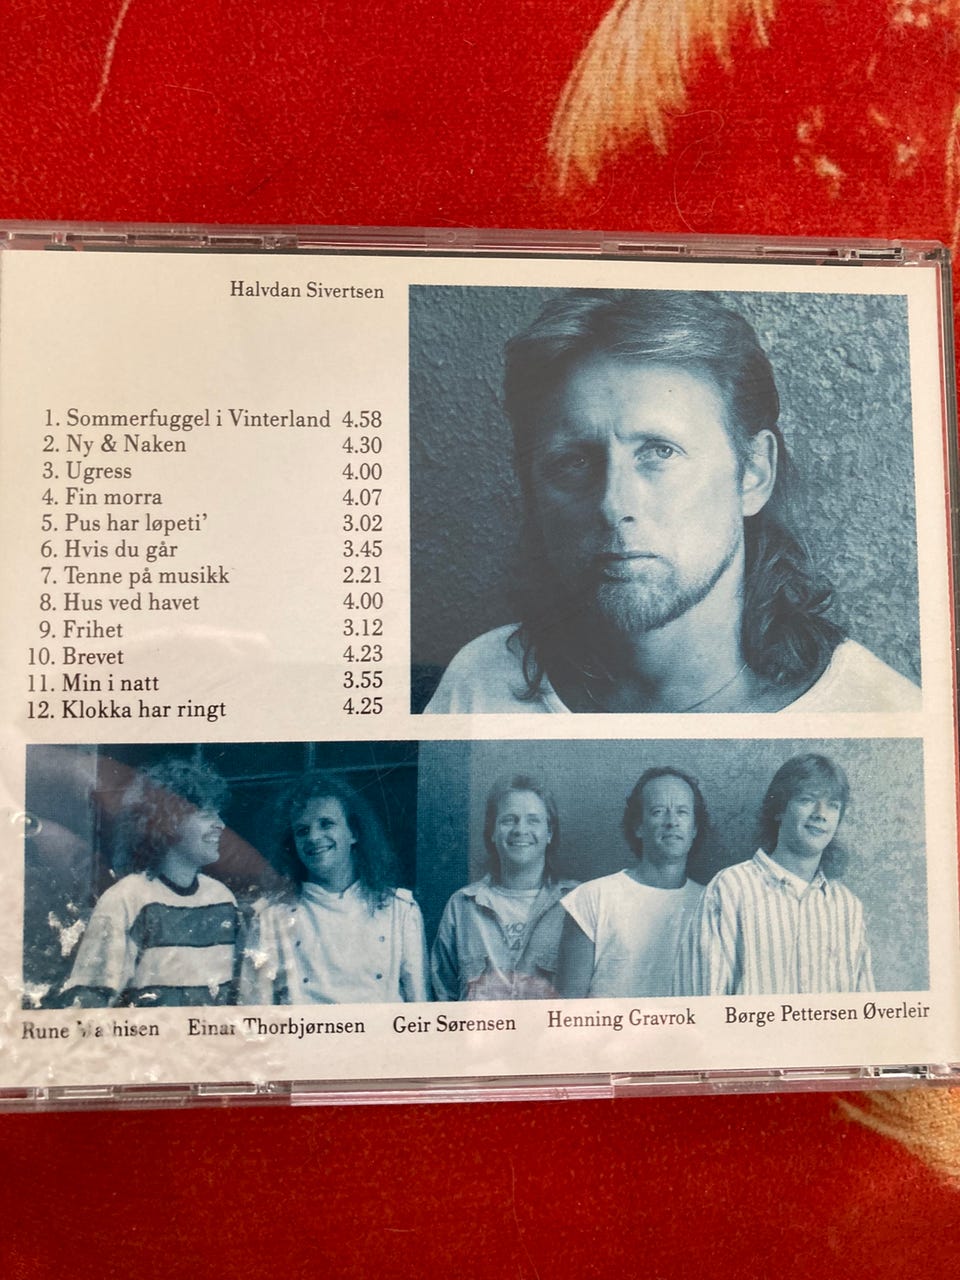 Halvdan Sivertsen
1. Sommerfuggel i Vinterland 4.58
2. Ny & Naken 4.30
3. Ugress 4.00
4. Fin morra 4.07
5. Pus har løpeti’ 3.02
6. Hvis du går 3.45
7. Tenne på musikk 2.21
8. Hus ved havet 4.00
9. Frihet 3.12
10. Brevet 4.23
11. Min i natt 3.55
12. Klokka har ringt 4.25
Rune Einar Thorbjørnsen Geir Sørensen Henning Gravrok Børge Pettersen Øverleir